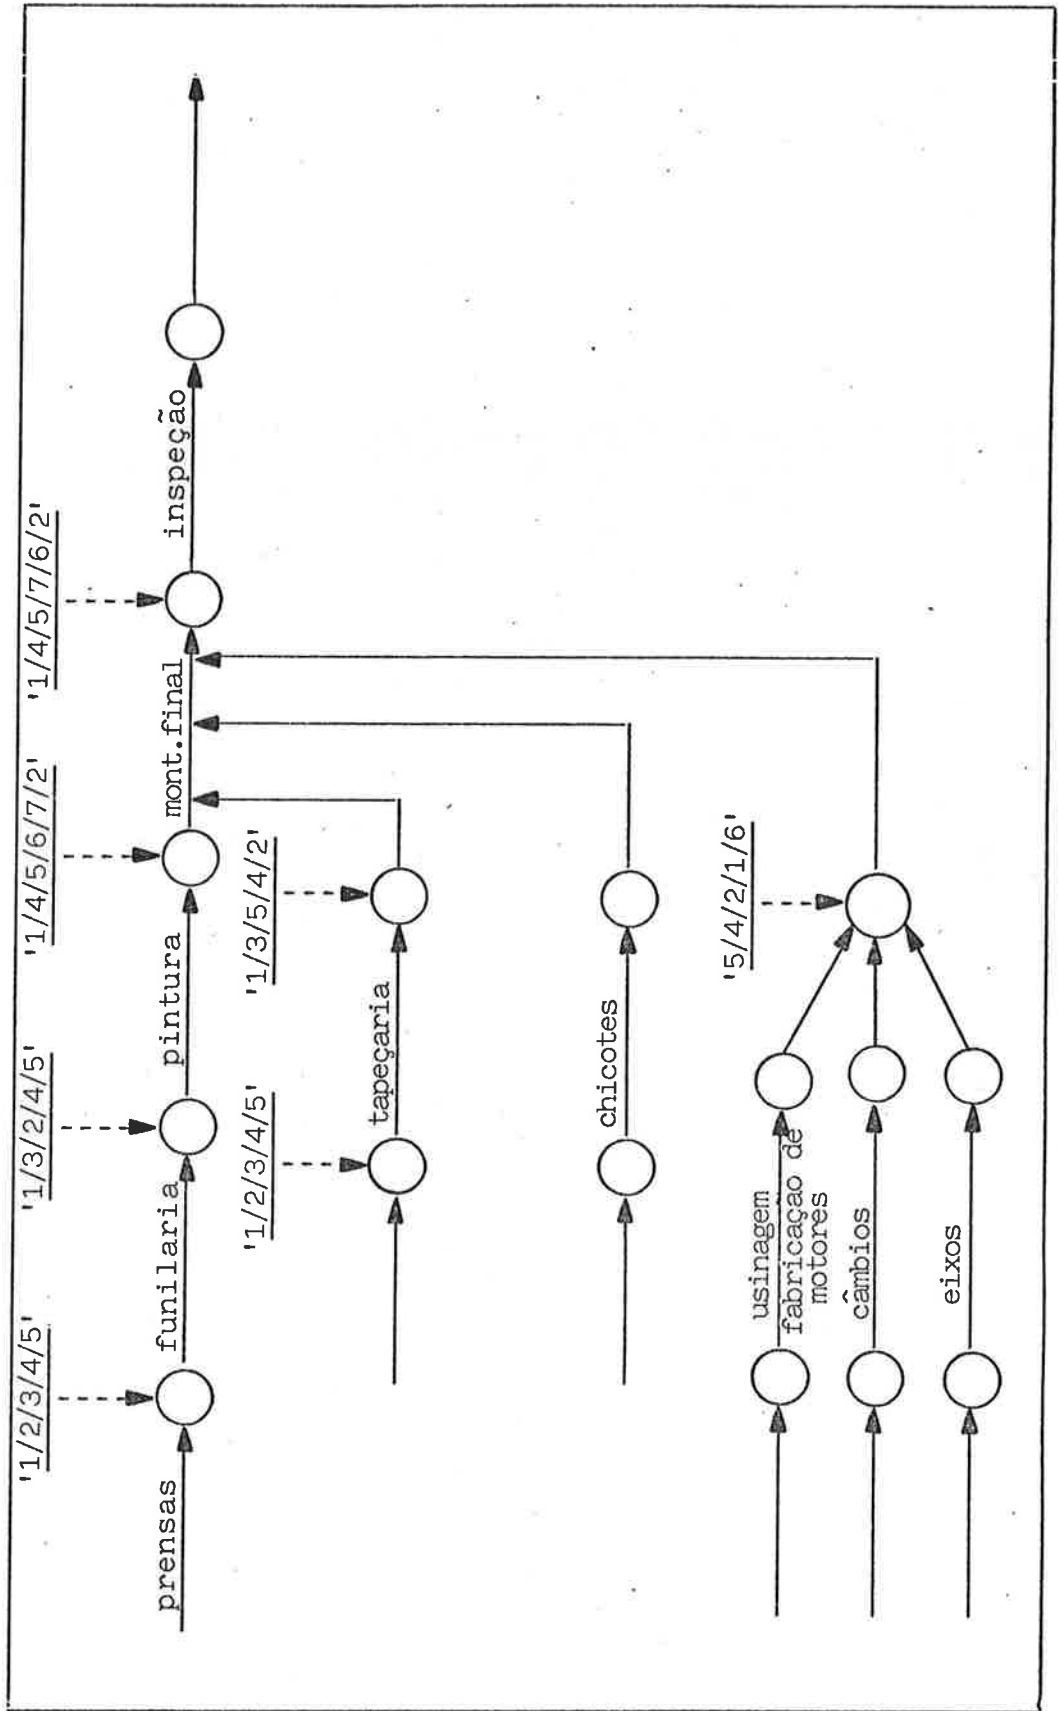 '1/2/3/4/5'
'1/3/2/4/5'
'1/4/5/6/7/2'
'1/4/5/7/6/2'
prensas
funilaria
pintura
mont.final
inspeção
'1/2/3/4/5'
'1/3/5/4/2'
tapeçaria
chicotes
'5/4/2/1/6'
usinagem
fabricação de
motores
câmbios
eixos